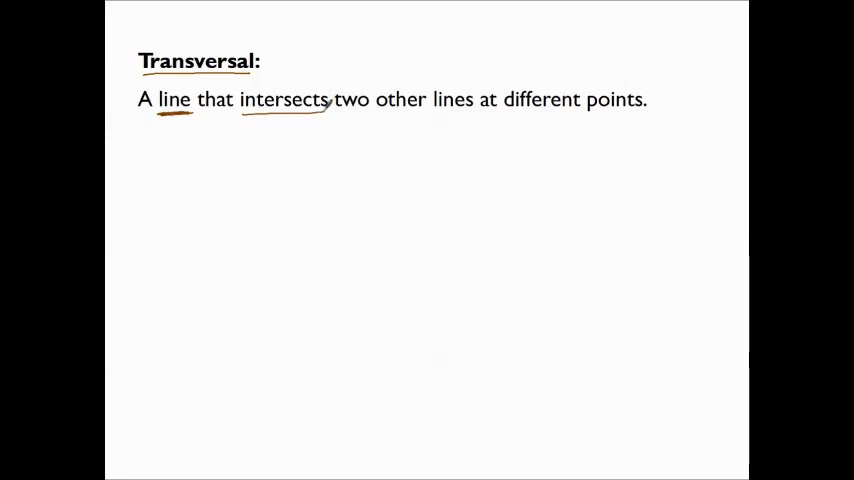 Transversal:
A line that intersects two other lines at different points.